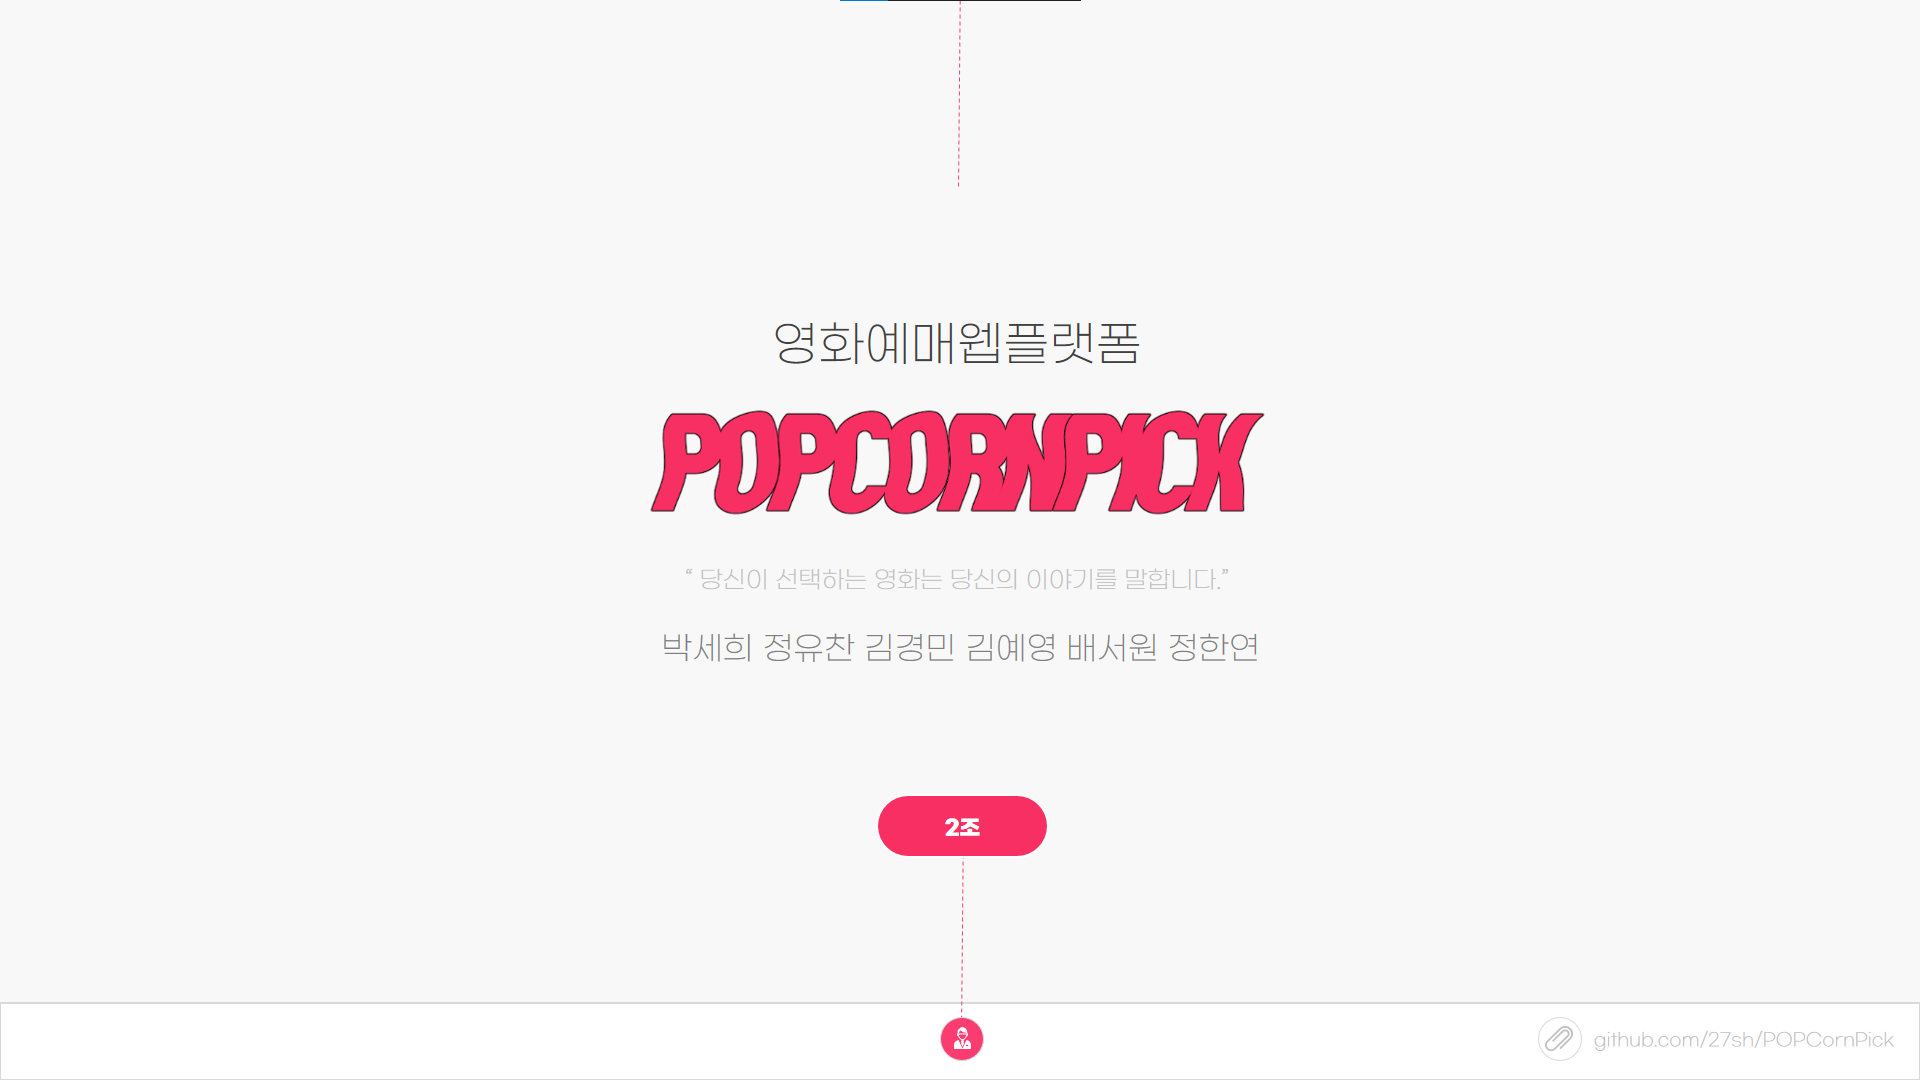 영화예매웹플랫폼
POPCORNPICK
“ 당신이 선택하는 영화는 당신의 이야기를 말합니다.”
박세희 정유찬 김경민 김예영 배서원 정한연
2조
github.com/27sh/POPCornPick